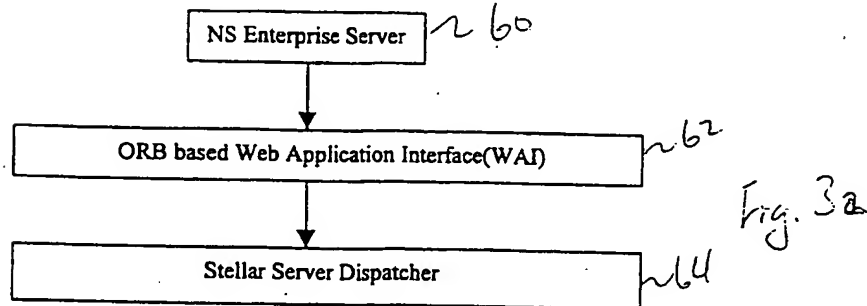 NS Enterprise Server
60
ORB based Web Application Interface(WAI)
62
Fig. 3a
Stellar Server Dispatcher
64